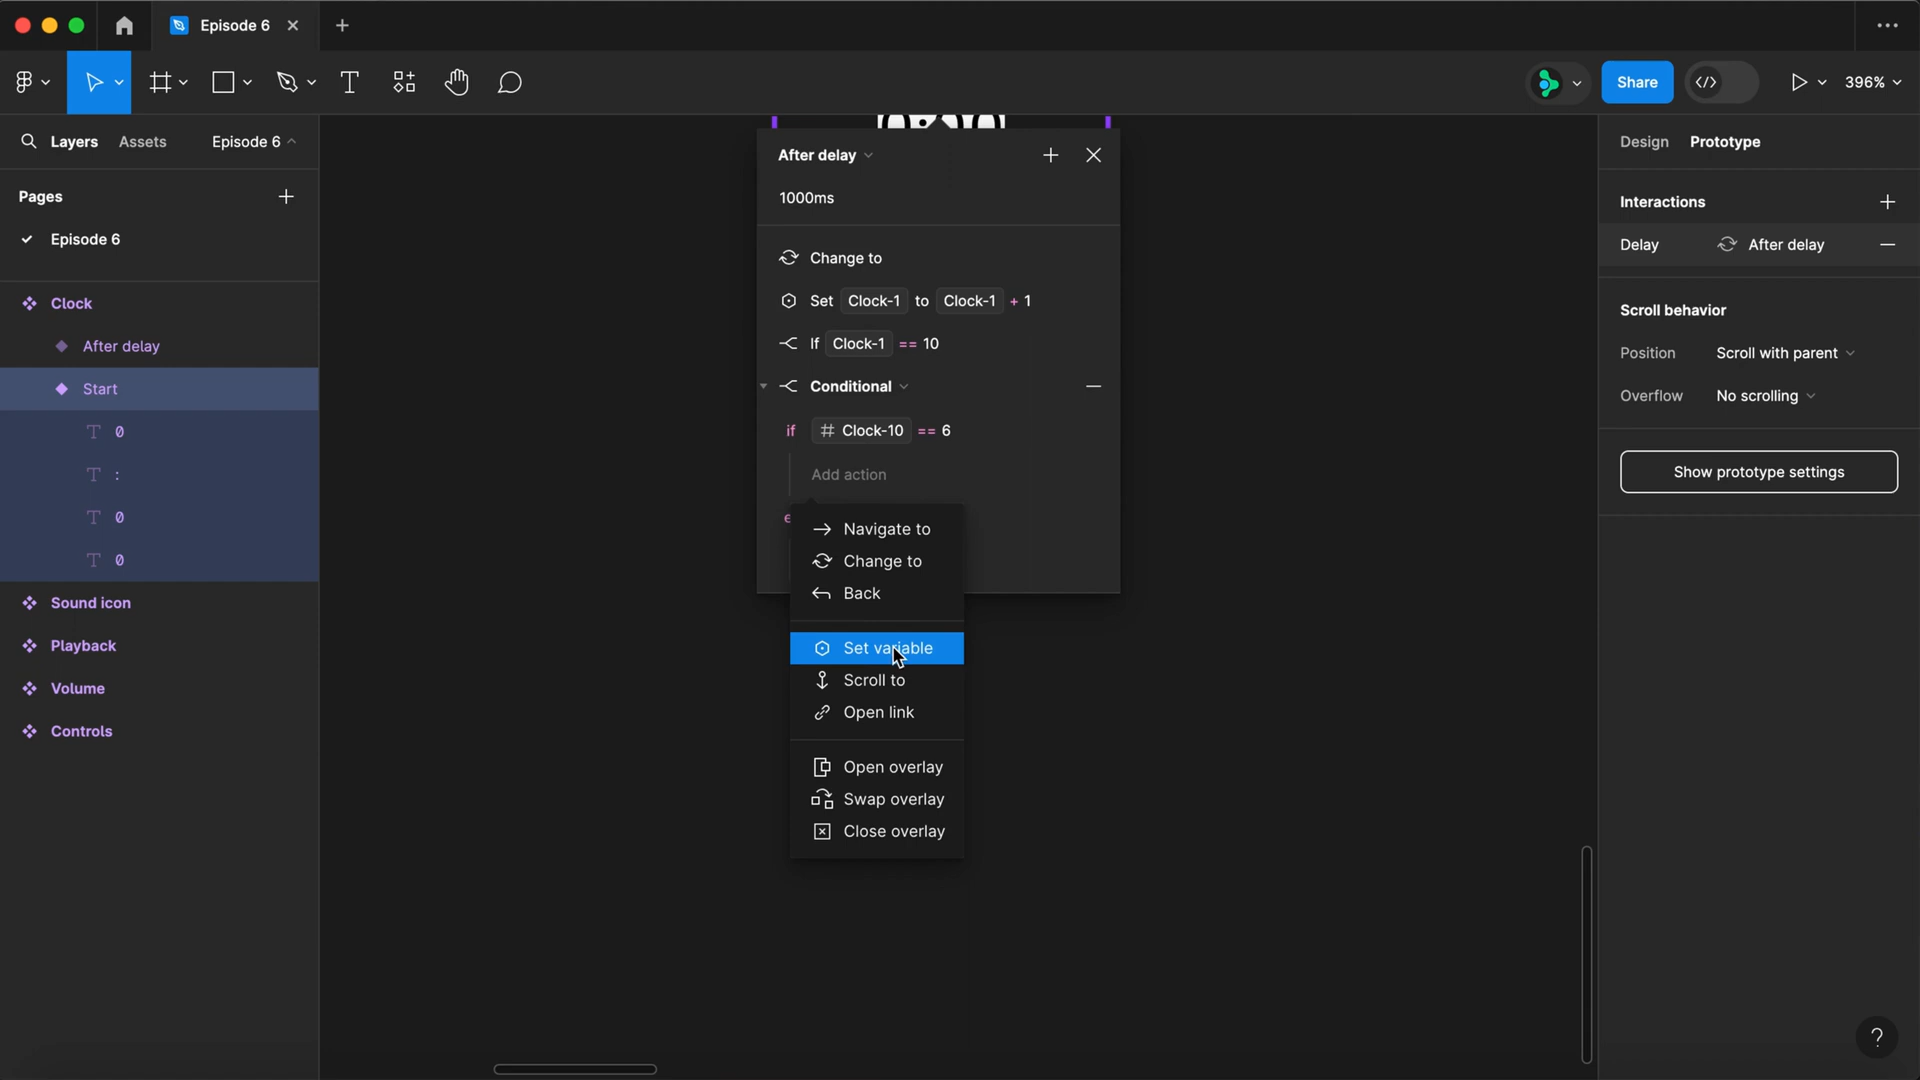 Episode 6
Share
396%
Layers
Assets
Episode 6
Pages
Episode 6
Clock
After delay
Start
0
:
0
0
Sound icon
Playback
Volume
Controls
After delay
1000ms
Change to
Set Clock-1 to Clock-1 + 1
If Clock-1 == 10
Conditional
if # Clock-10 == 6
Add action
Navigate to
Change to
Back
Set variable
Scroll to
Open link
Open overlay
Swap overlay
Close overlay
Design
Prototype
Interactions
Delay
After delay
Scroll behavior
Position
Scroll with parent
Overflow
No scrolling
Show prototype settings
?